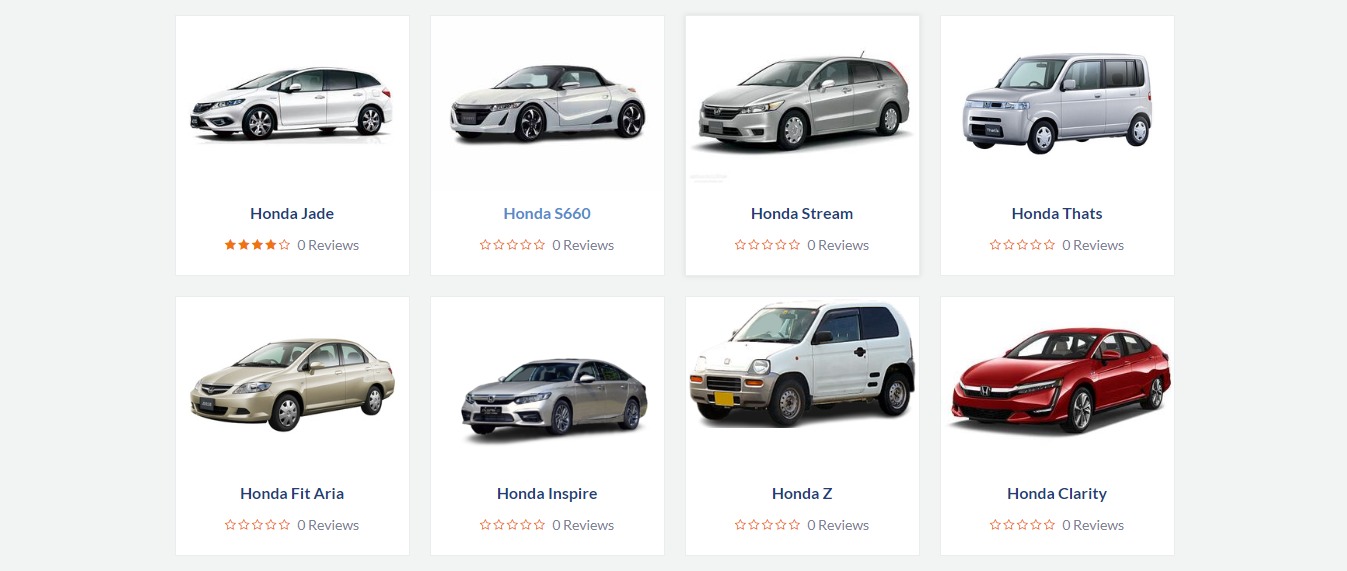 Honda Jade
0 Reviews
Honda S660
0 Reviews
Honda Stream
0 Reviews
Honda Thats
0 Reviews
Honda Fit Aria
0 Reviews
Honda Inspire
0 Reviews
Honda Z
0 Reviews
Honda Clarity
0 Reviews